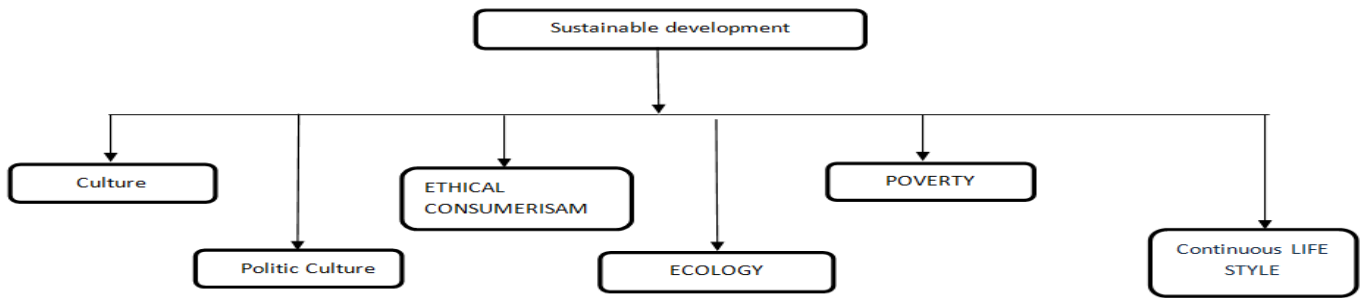 Sustainable development
Culture
Politic Culture
ETHICAL
CONSUMERISAM
ECOLOGY
POVERTY
Continuous LIFE
STYLE